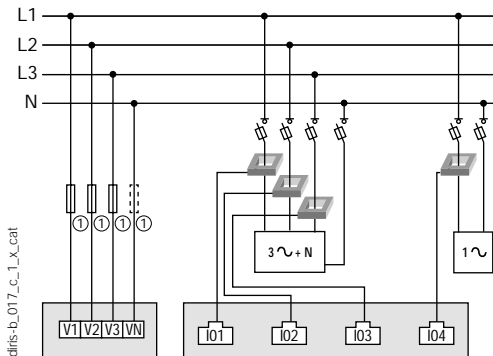 L1
L2
L3
N
① ① ① ①
3 ∿ + N
1 ∿
V1 V2 V3 VN
I01 I02 I03 I04
diris-b_017_c_1_x_cat